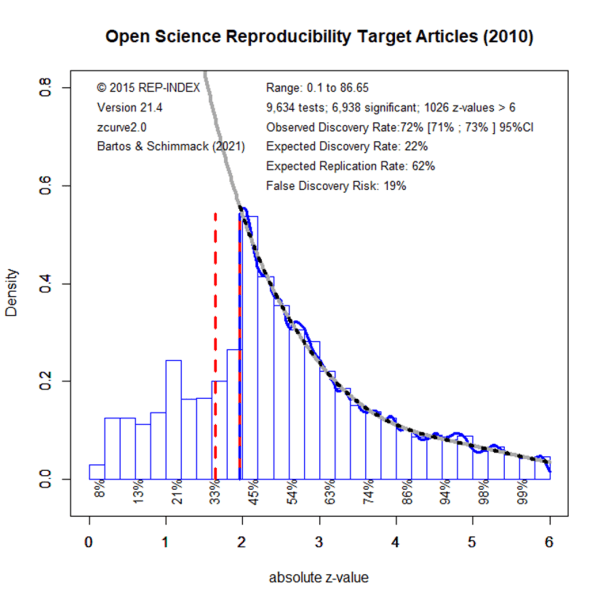 Open Science Reproducibility Target Articles (2010)
© 2015 REP-INDEX
Version 21.4
zcurve2.0
Bartos & Schimmack (2021)
Range: 0.1 to 86.65
9,634 tests; 6,938 significant; 1026 z-values > 6
Observed Discovery Rate:72% [71% ; 73% ] 95%CI
Expected Discovery Rate: 22%
Expected Replication Rate: 62%
False Discovery Risk: 19%
Density
0.8
0.6
0.4
0.2
0.0
8% 13% 21% 33% 45% 54% 63% 74% 86% 94% 98% 99%
0 1 2 3 4 5 6
absolute z-value